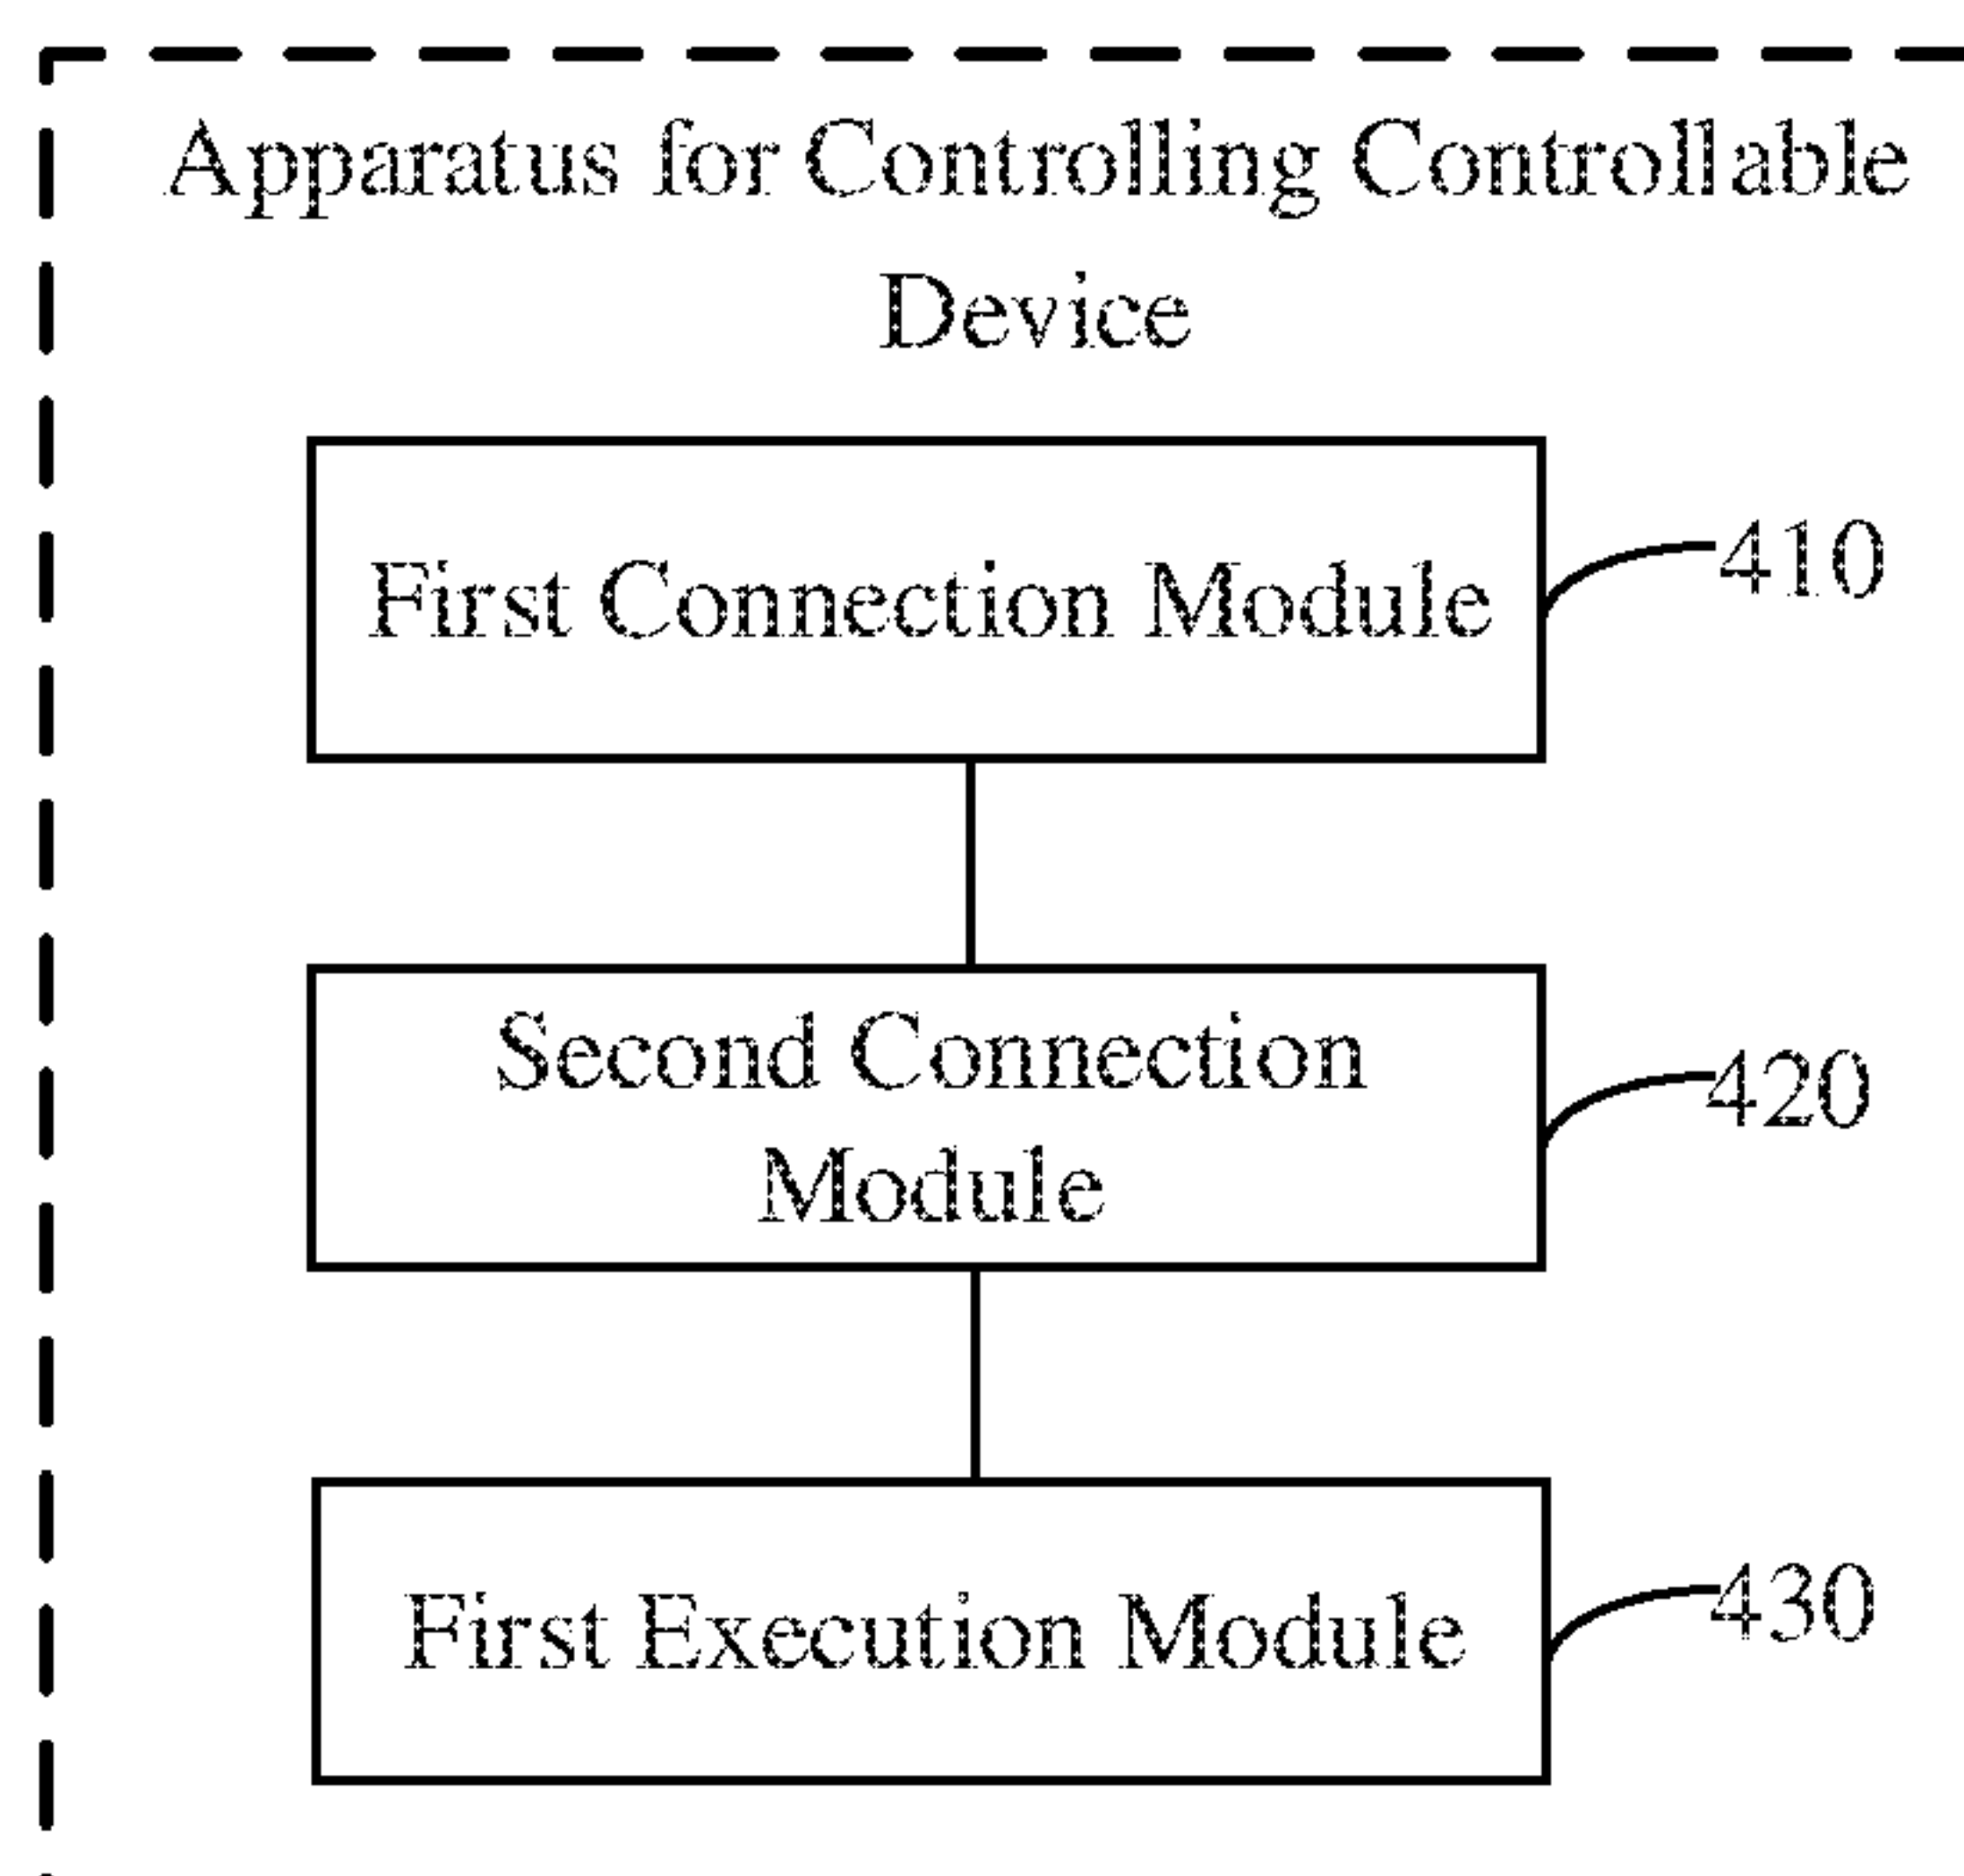 Apparatus for Controlling Controllable
Device
First Connection Module
410
Second Connection
Module
420
First Execution Module
430